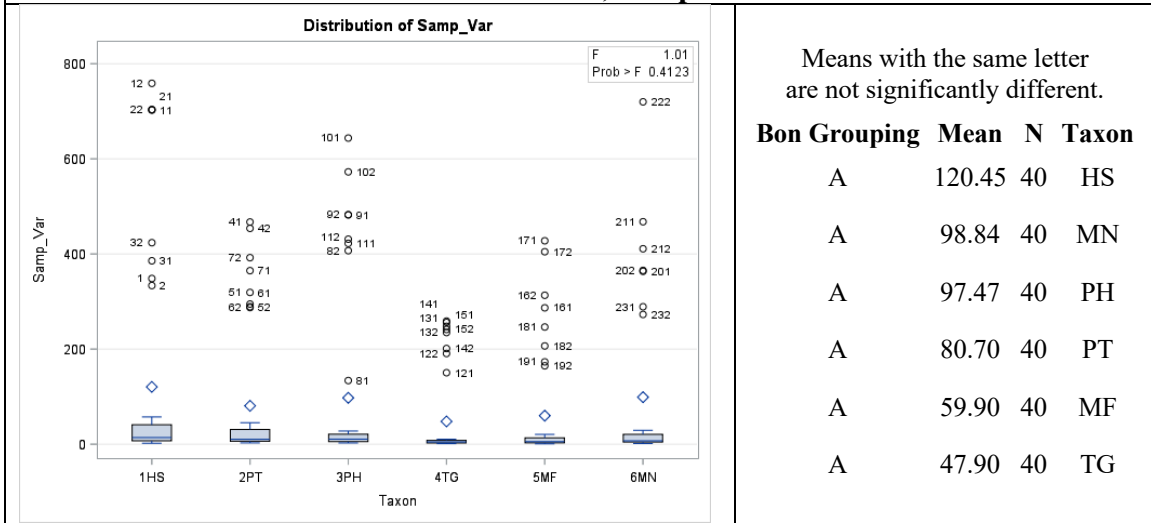 Distribution of Samp_Var
F 1.01
Prob > F 0.4123
800
600
400
200
0
Samp_Var
12
21
22 11
32
31
1
2
41
42
72
71
51 61
62 52
101
102
92 91
112
111
82
81
141
131 151
132 152
122 142
121
171
172
162
161
181
182
191
192
222
211
212
202 201
231
232
1HS 2PT 3PH 4TG 5MF 6MN
Taxon
Means with the same letter
are not significantly different.
Bon Grouping Mean N Taxon
A 120.45 40 HS
A 98.84 40 MN
A 97.47 40 PH
A 80.70 40 PT
A 59.90 40 MF
A 47.90 40 TG